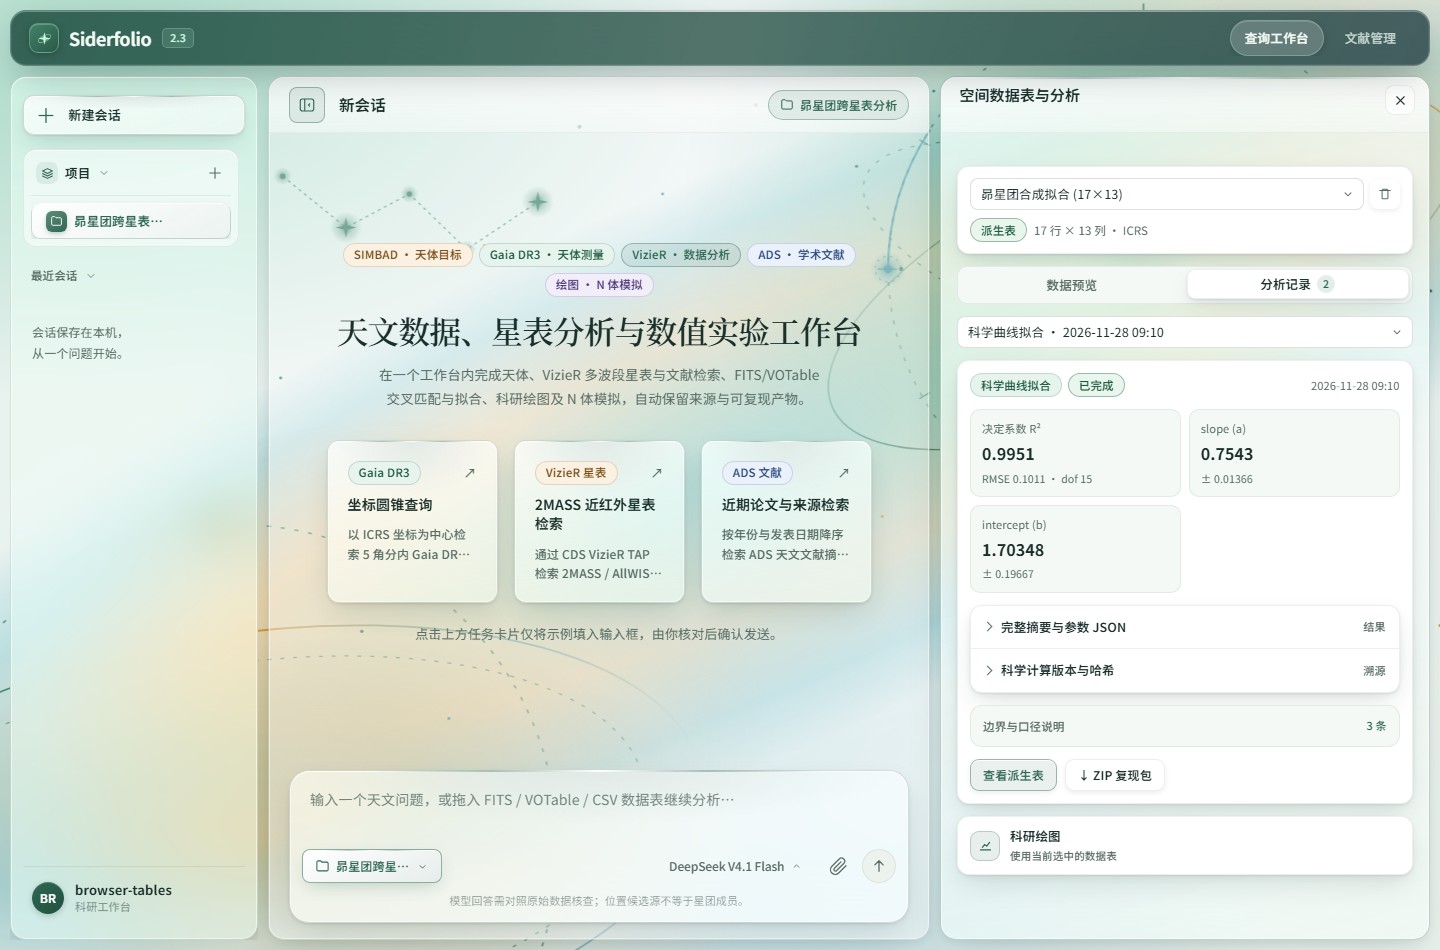 Siderfolio 2.3
查询工作台
文献管理
新建会话
项目
昴星团跨星表···
最近会话
会话保存在本机，
从一个问题开始。
BR
browser-tables
科研工作台
新会话
昴星团跨星表分析
SIMBAD · 天体目标
Gaia DR3 · 天体测量
VizieR · 数据分析
ADS · 学术文献
绘图 · N 体模拟
天文数据、星表分析与数值实验工作台
在一个工作台内完成天体、VizieR 多波段星表与文献检索、FITS/VOTable
交叉匹配与拟合、科研绘图及 N 体模拟，自动保留来源与可复现产物。
Gaia DR3
坐标圆锥查询
以 ICRS 坐标为中心检
索 5 角分内 Gaia DR···
VizieR 星表
2MASS 近红外星表
检索
通过 CDS VizieR TAP
检索 2MASS / AllWIS···
ADS 文献
近期论文与来源检索
按年份与发表日期降序
检索 ADS 天文文献摘···
点击上方任务卡片仅将示例填入输入框，由你核对后确认发送。
输入一个天文问题，或拖入 FITS / VOTable / CSV 数据表继续分析···
昴星团跨星···
DeepSeek V4.1 Flash
模型回答需对照原始数据核查；位置候选源不等于星团成员。
空间数据表与分析
昴星团合成拟合 (17×13)
派生表
17 行 × 13 列 · ICRS
数据预览
分析记录 2
科学曲线拟合 · 2026-11-28 09:10
科学曲线拟合
已完成
2026-11-28 09:10
决定系数 R²
0.9951
RMSE 0.1011 · dof 15
slope (a)
0.7543
± 0.01366
intercept (b)
1.70348
± 0.19667
完整摘要与参数 JSON
结果
科学计算版本与哈希
溯源
边界与口径说明
3 条
查看派生表
↓ ZIP 复现包
科研绘图
使用当前选中的数据表